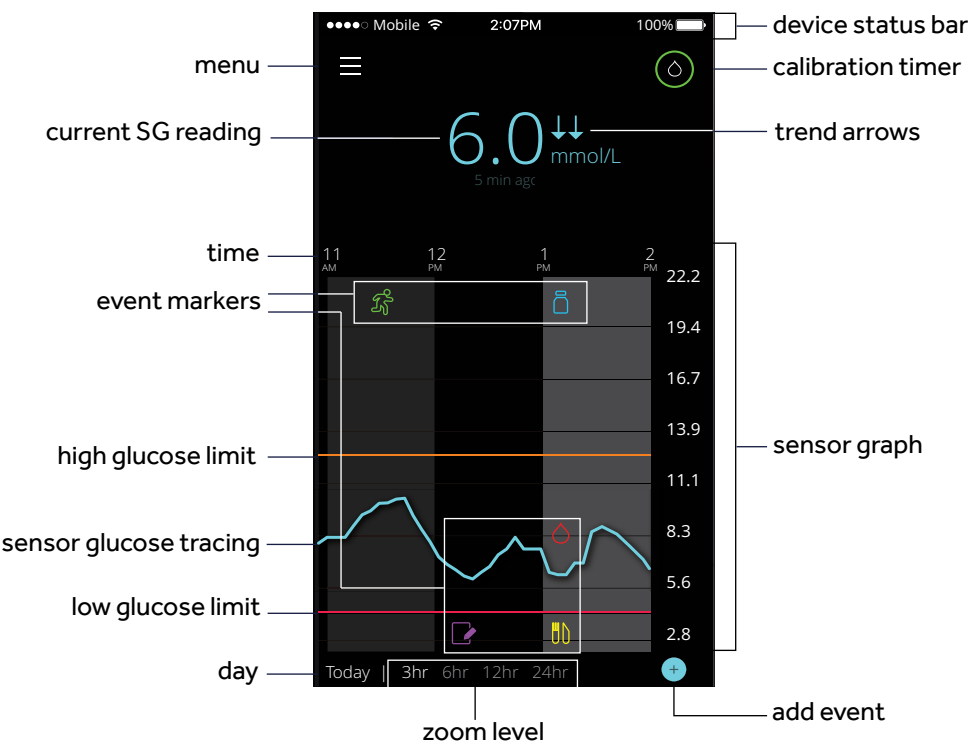 ●●●●○ Mobile 2:07PM 100%
device status bar
menu
calibration timer
current SG reading
6.0
mmol/L
trend arrows
5 min ago
time
11 AM 12 PM 1 PM 2 PM
event markers
22.2
19.4
16.7
13.9
high glucose limit
sensor graph
11.1
8.3
sensor glucose tracing
5.6
low glucose limit
2.8
day
Today | 3hr 6hr 12hr 24hr
+
add event
zoom level